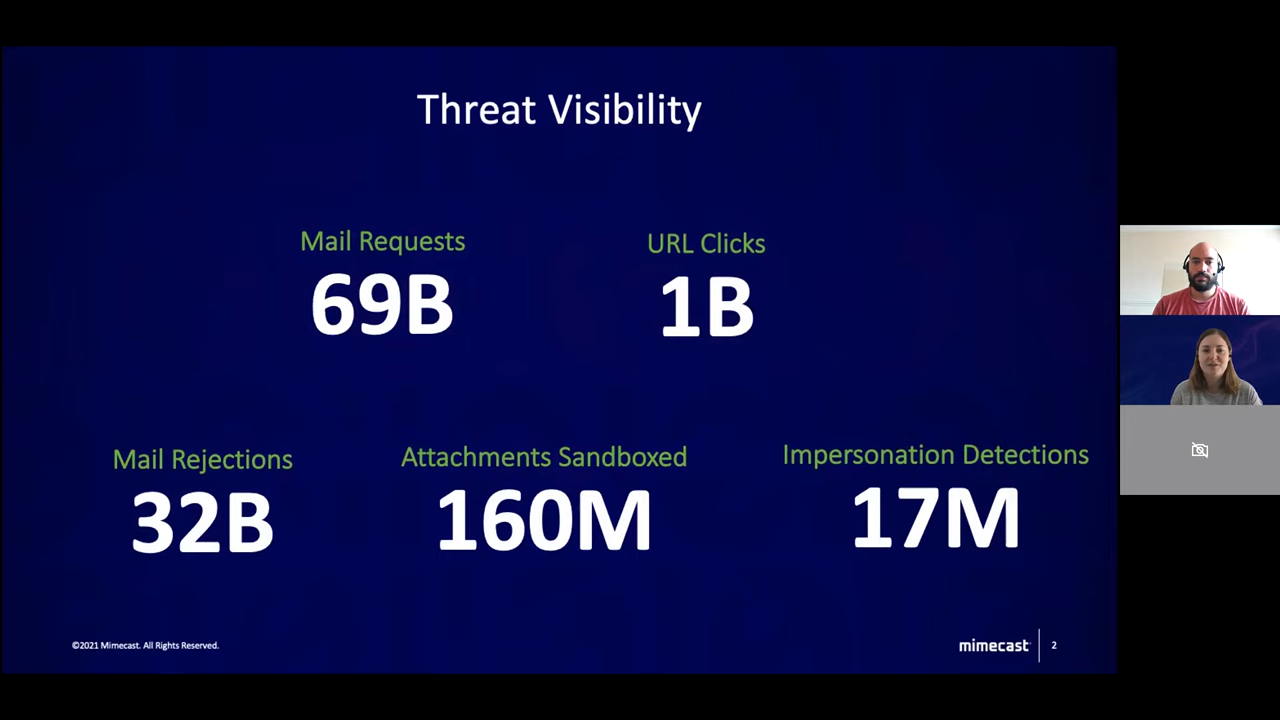 Threat Visibility
Mail Requests
69B
URL Clicks
1B
Mail Rejections
32B
Attachments Sandboxed
160M
Impersonation Detections
17M
©2021 Mimecast. All Rights Reserved.
mimecast
2